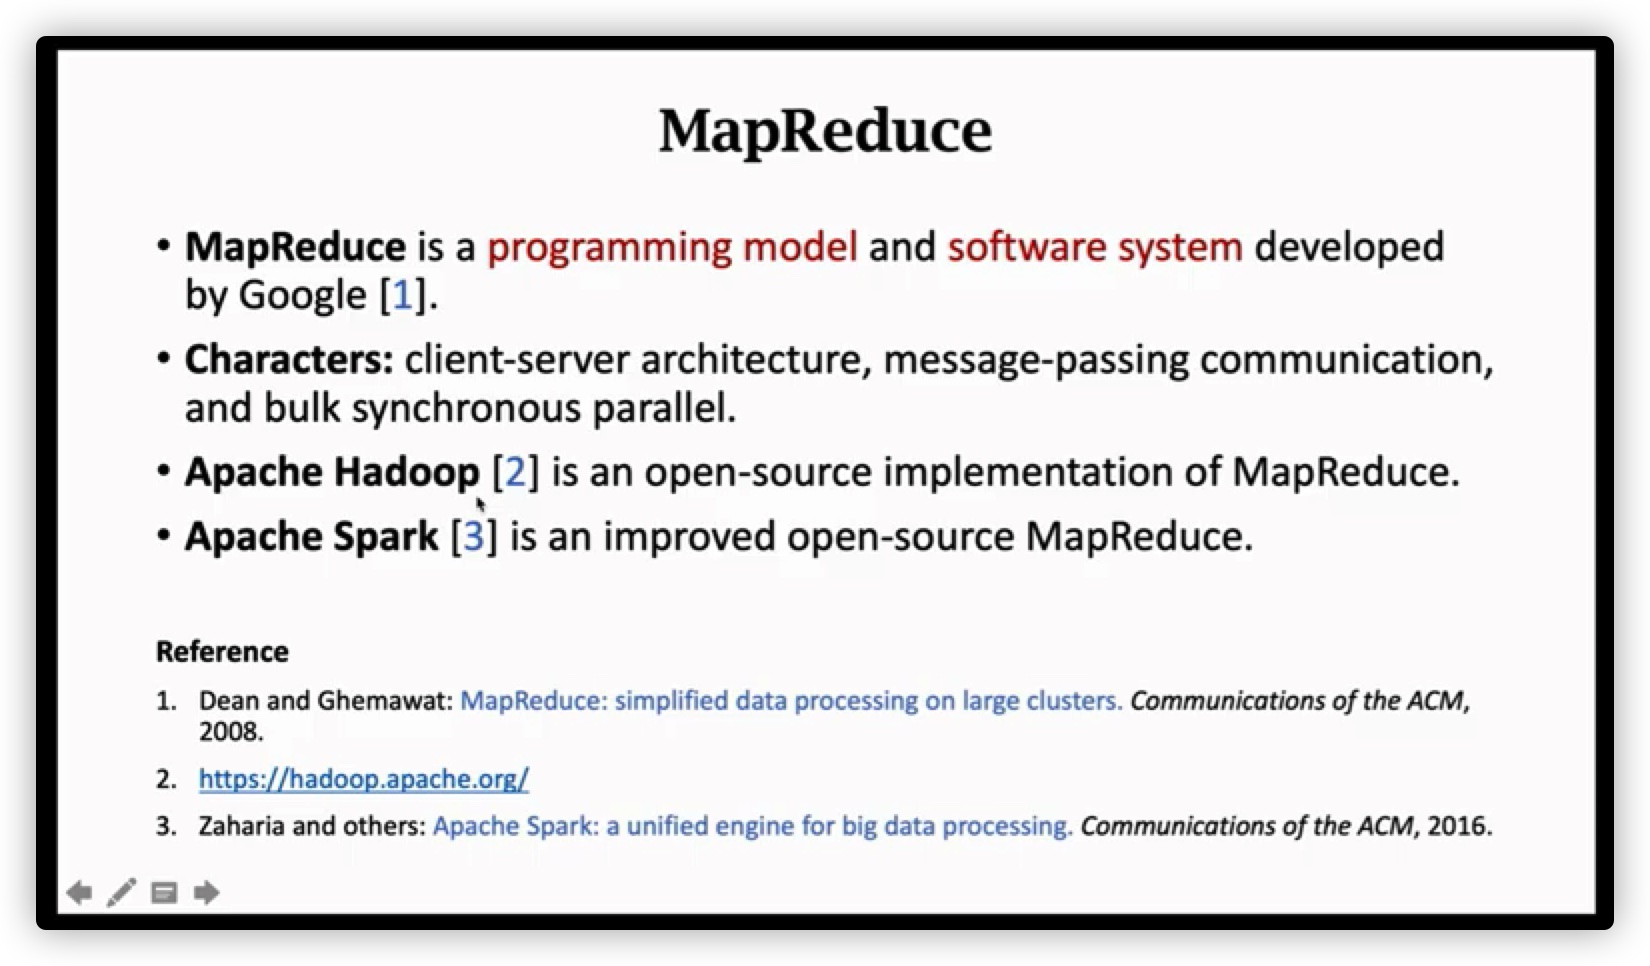 MapReduce
• MapReduce is a programming model and software system developed
by Google [1].
• Characters: client-server architecture, message-passing communication,
and bulk synchronous parallel.
• Apache Hadoop [2] is an open-source implementation of MapReduce.
• Apache Spark [3] is an improved open-source MapReduce.
Reference
1. Dean and Ghemawat: MapReduce: simplified data processing on large clusters. Communications of the ACM,
2008.
2. https://hadoop.apache.org/
3. Zaharia and others: Apache Spark: a unified engine for big data processing. Communications of the ACM, 2016.